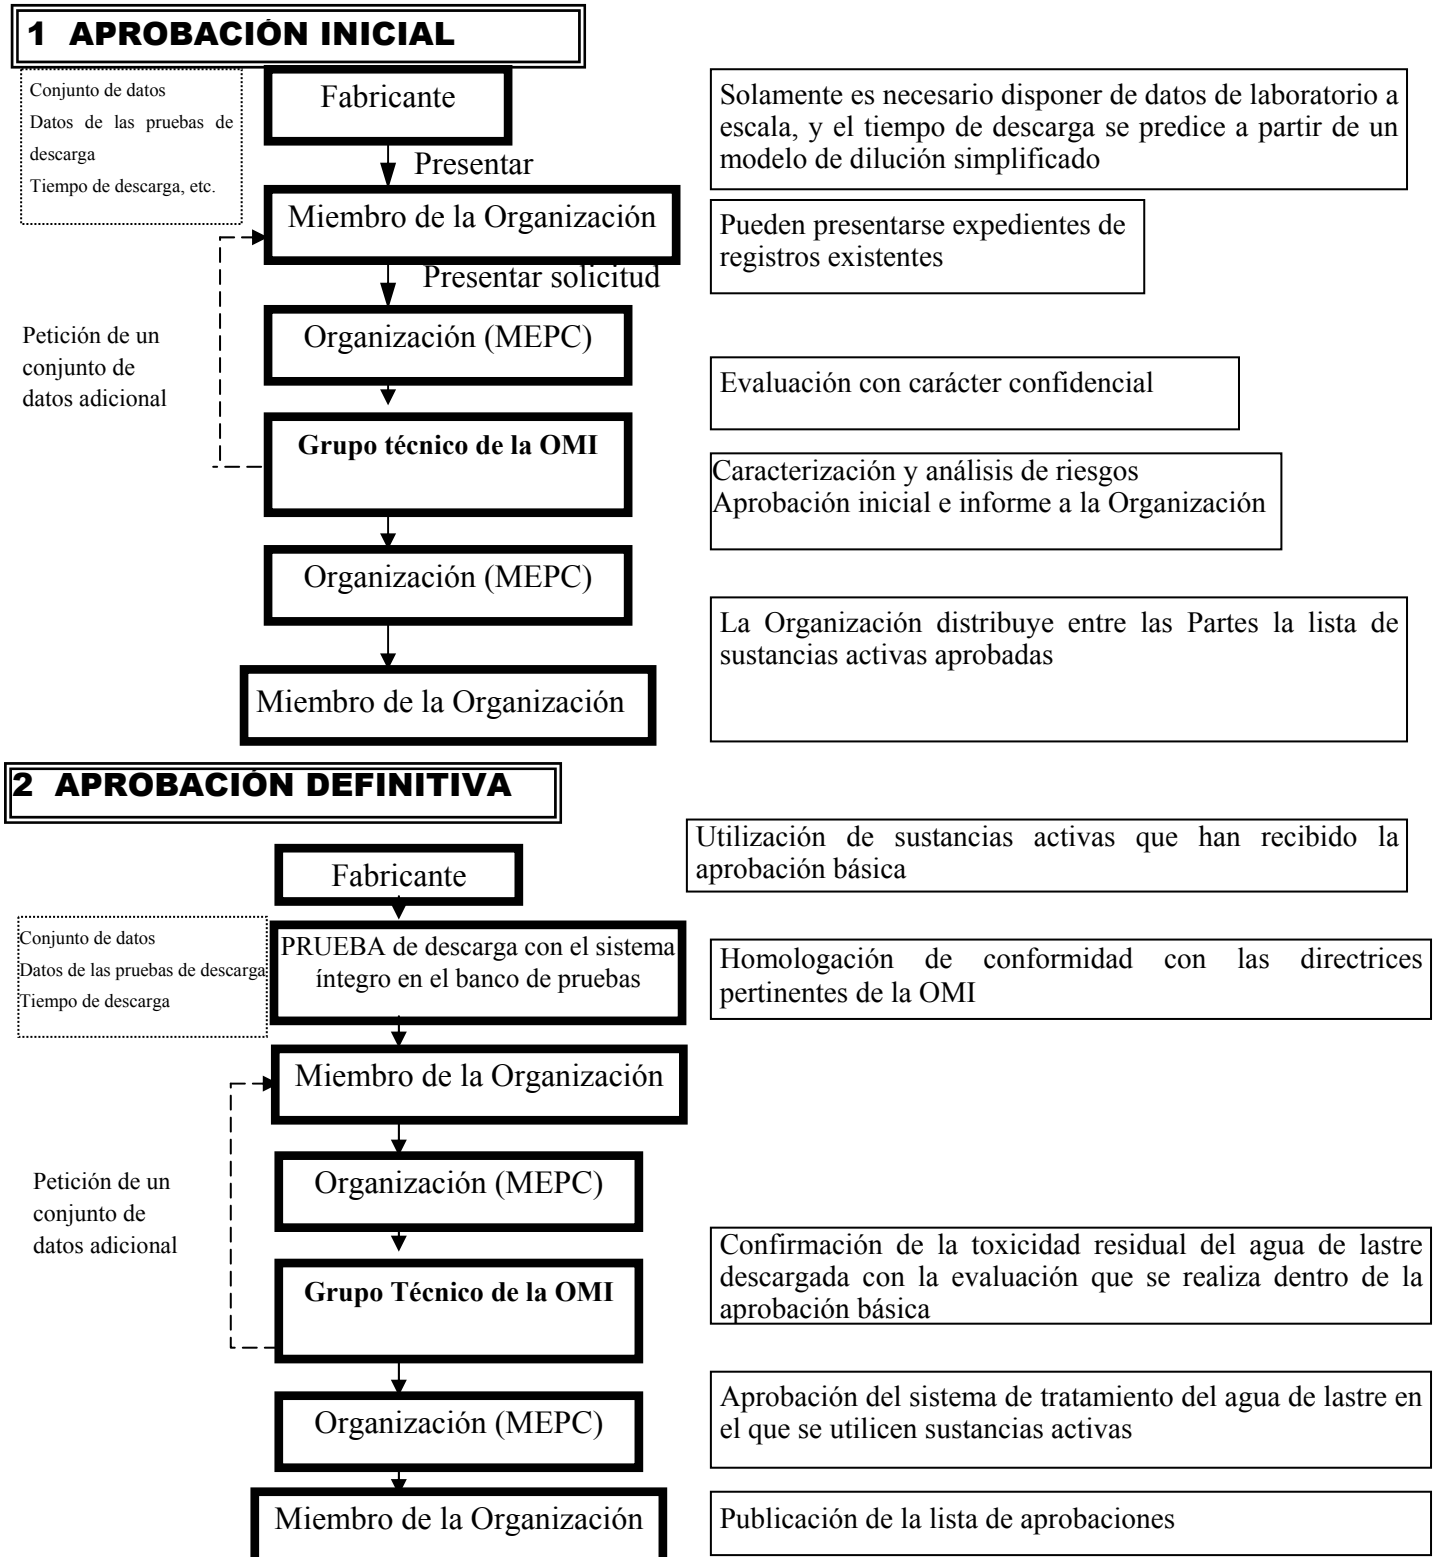 1 APROBACIÓN INICIAL
Conjunto de datos
Datos de las pruebas de
descarga
Tiempo de descarga, etc.
Fabricante
Solamente es necesario disponer de datos de laboratorio a
escala, y el tiempo de descarga se predice a partir de un
modelo de dilución simplificado
Presentar
Miembro de la Organización
Pueden presentarse expedientes de
registros existentes
Presentar solicitud
Petición de un
conjunto de
datos adicional
Organización (MEPC)
Evaluación con carácter confidencial
Grupo técnico de la OMI
Caracterización y análisis de riesgos
Aprobación inicial e informe a la Organización
Organización (MEPC)
La Organización distribuye entre las Partes la lista de
sustancias activas aprobadas
Miembro de la Organización
2 APROBACIÓN DEFINITIVA
Utilización de sustancias activas que han recibido la
aprobación básica
Fabricante
Conjunto de datos
Datos de las pruebas de descarga
Tiempo de descarga
PRUEBA de descarga con el sistema
íntegro en el banco de pruebas
Homologación de conformidad con las directrices
pertinentes de la OMI
Miembro de la Organización
Petición de un
conjunto de
datos adicional
Organización (MEPC)
Grupo Técnico de la OMI
Confirmación de la toxicidad residual del agua de lastre
descargada con la evaluación que se realiza dentro de la
aprobación básica
Organización (MEPC)
Aprobación del sistema de tratamiento del agua de lastre en
el que se utilicen sustancias activas
Miembro de la Organización
Publicación de la lista de aprobaciones